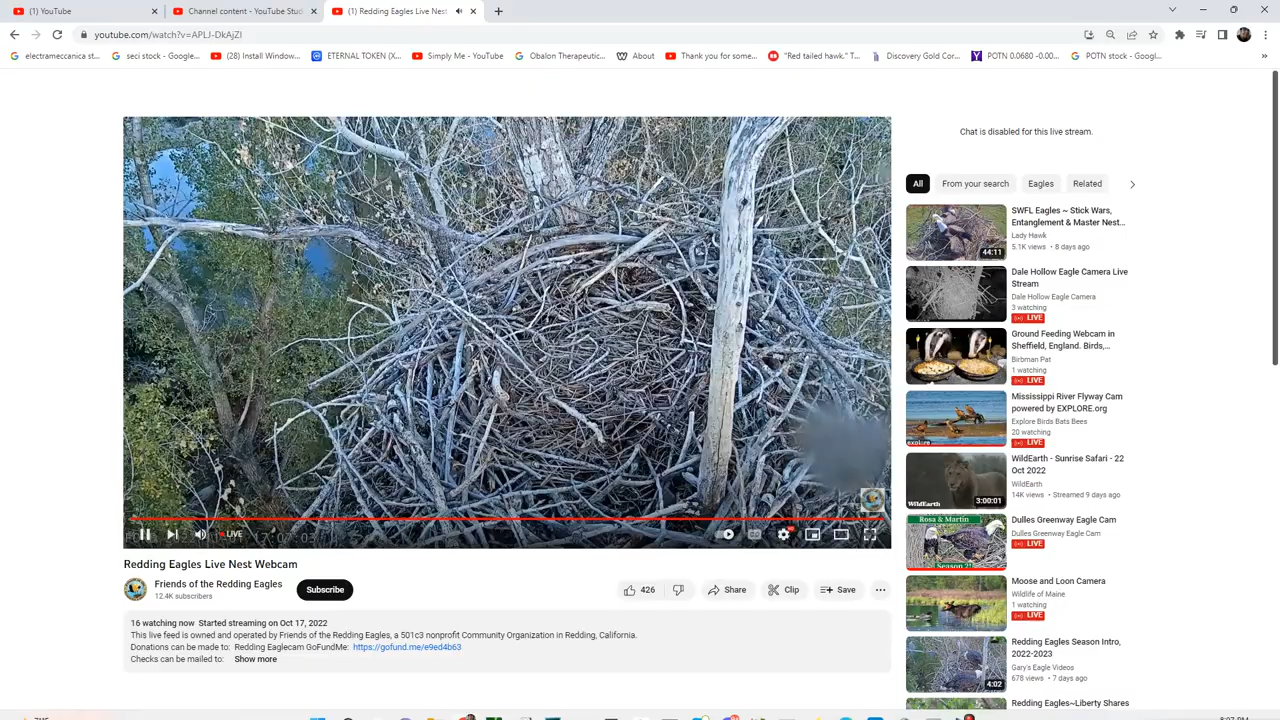 (1) YouTube
Channel content - YouTube Stud
(1) Redding Eagles Live Nest
youtube.com/watch?v=APLJ-DkAjZI
electrameccanica st...
seci stock - Google...
(28) Install Window...
ETERNAL TOKEN (X...
Simply Me - YouTube
Obalon Therapeutic...
About
Thank you for some...
"Red tailed hawk." T...
Discovery Gold Cor...
POTN 0.0680 -0.00...
POTN stock - Googl...
Chat is disabled for this live stream.
All
From your search
Eagles
Related
SWFL Eagles ~ Stick Wars,
Entanglement & Master Nest...
Lady Hawk
5.1K views • 8 days ago
44:11
Dale Hollow Eagle Camera Live
Stream
Dale Hollow Eagle Camera
3 watching
LIVE
Ground Feeding Webcam in
Sheffield, England. Birds,...
Birbman Pat
1 watching
LIVE
Mississippi River Flyway Cam
powered by EXPLORE.org
Explore Birds Bats Bees
20 watching
LIVE
explore
WildEarth - Sunrise Safari - 22
Oct 2022
WildEarth
14K views • Streamed 9 days ago
WildEarth
3:00:01
Rosa & Martin
Season 2!
Dulles Greenway Eagle Cam
Dulles Greenway Eagle Cam
LIVE
Moose and Loon Camera
Wildlife of Maine
1 watching
LIVE
Redding Eagles Season Intro,
2022-2023
Gary's Eagle Videos
678 views • 7 days ago
4:02
Redding Eagles~Liberty Shares
LIVE
Redding Eagles Live Nest Webcam
Friends of the Redding Eagles
12.4K subscribers
Subscribe
426
Share
Clip
Save
16 watching now Started streaming on Oct 17, 2022
This live feed is owned and operated by Friends of the Redding Eagles, a 501c3 nonprofit Community Organization in Redding, California.
Donations can be made to: Redding Eaglecam GoFundMe: https://gofund.me/e9ed4b63
Checks can be mailed to: Show more